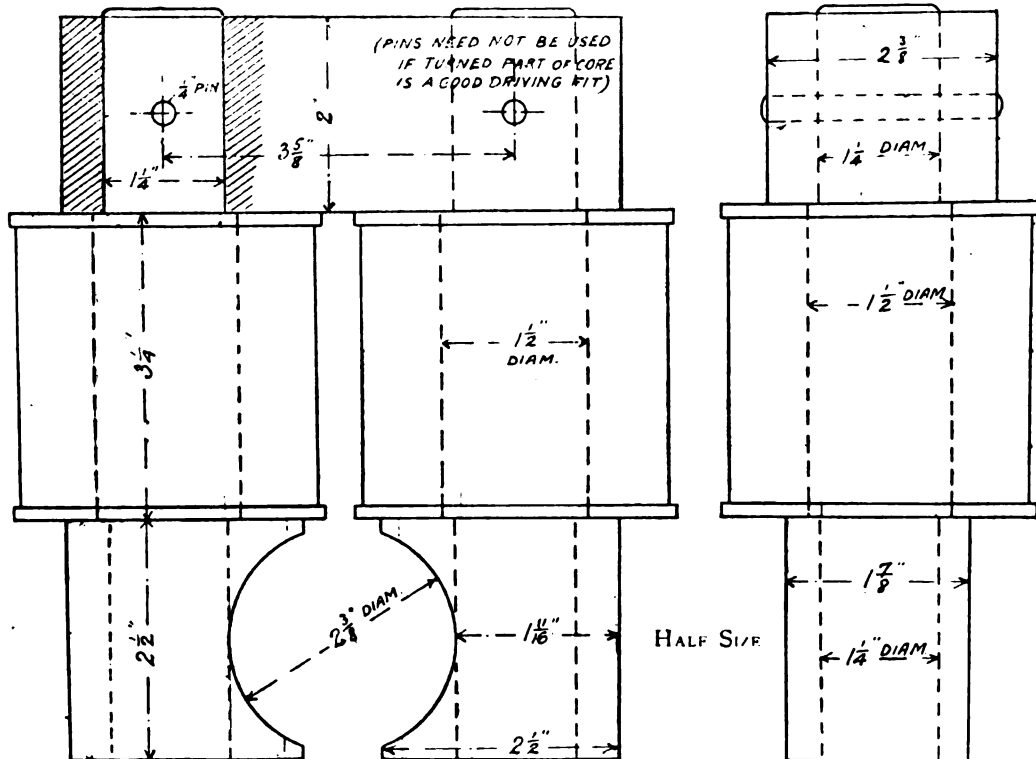 (PINS NEED NOT BE USED
IF TURNED PART OF CORE
IS A GOOD DRIVING FIT)
1/4" PIN
2"
3 5/8"
1 1/4"
2 3/8"
1 1/4 DIAM
3 1/4"
1 1/2"
DIAM.
1 1/2" DIAM
2 1/2"
2 3/8" DIAM.
1 11/16"
HALF SIZE
1 7/8"
1 1/4" DIAM
2 1/2"